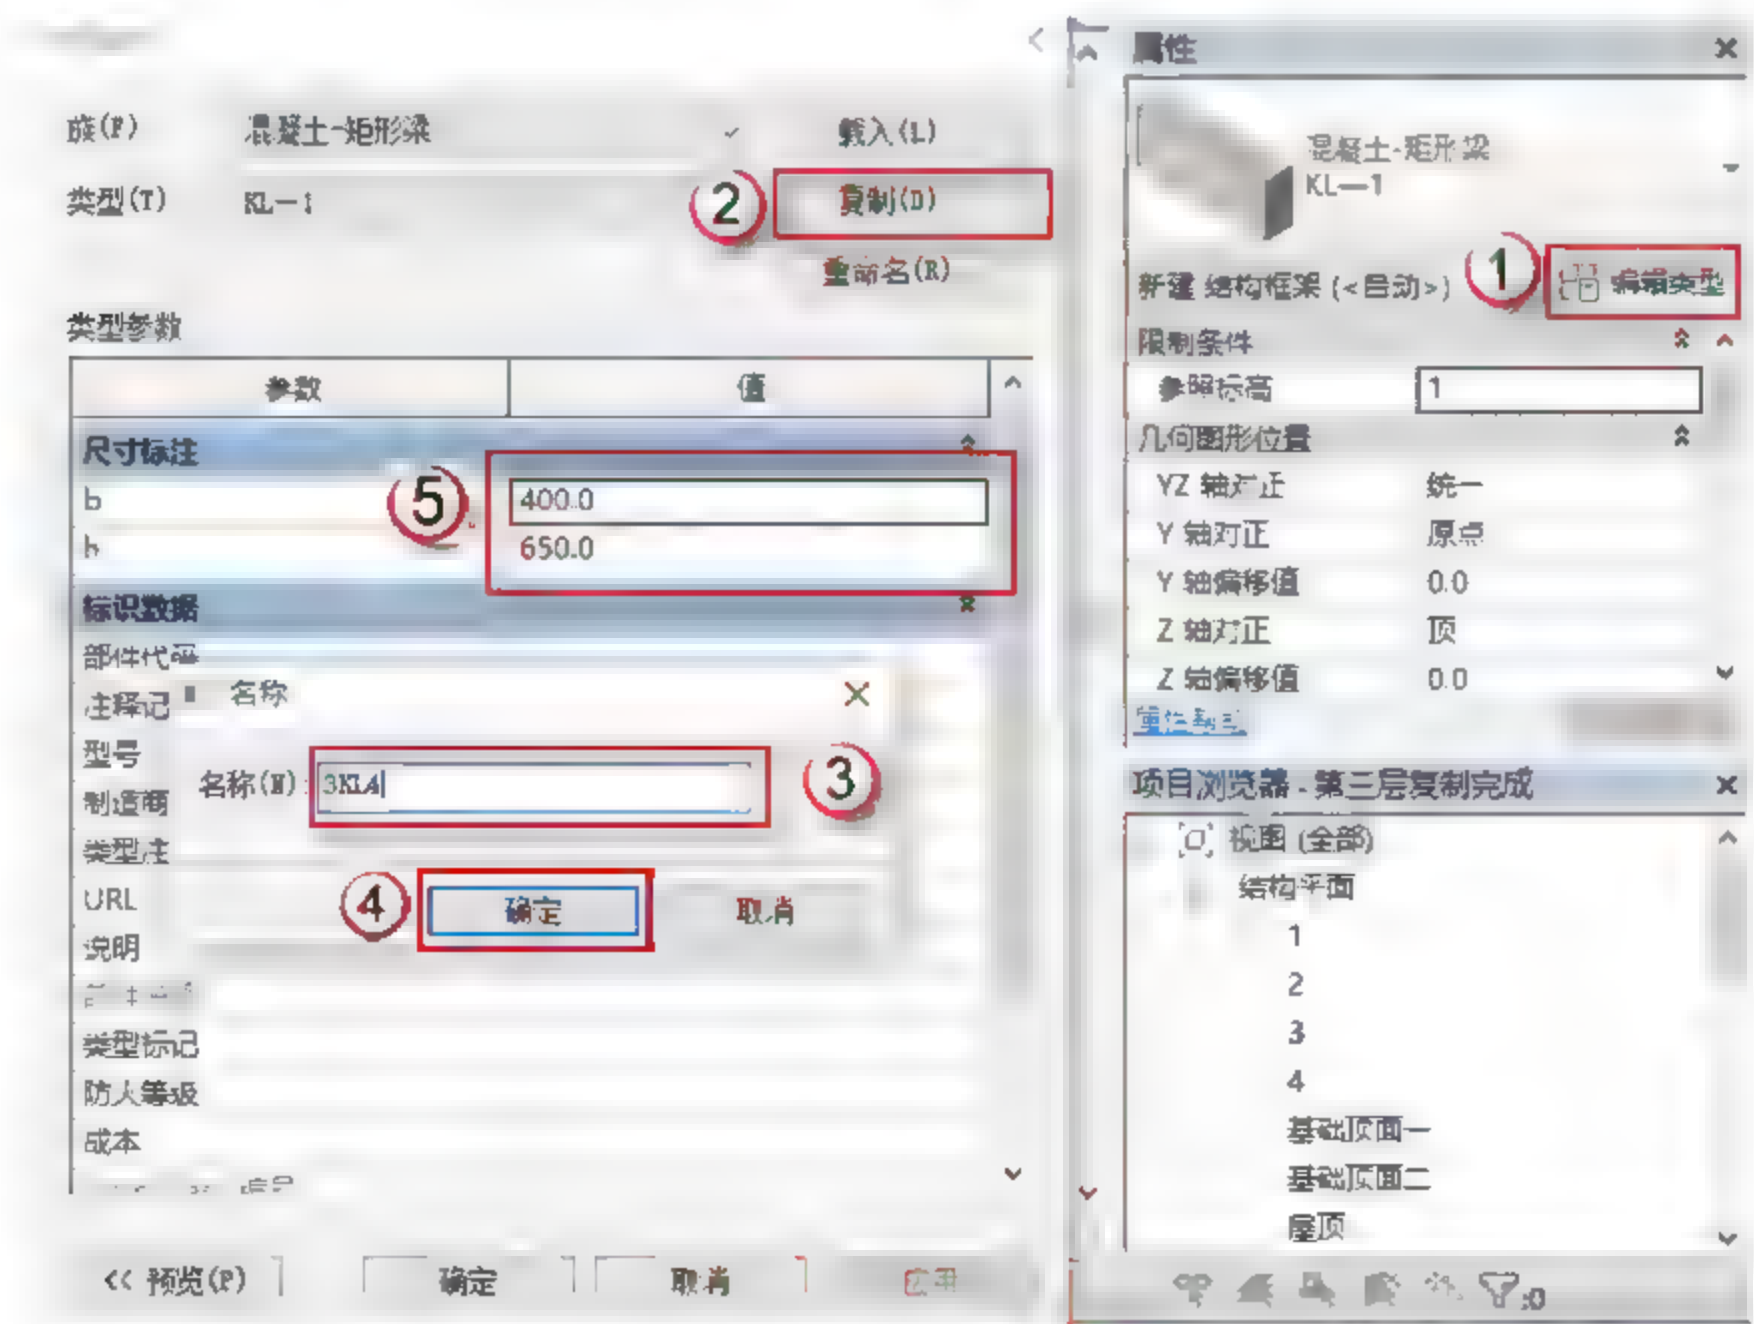 族(F)
混凝土-矩形梁
载入(L)
类型(T)
KL—1
2
复制(D)
重命名(R)
类型参数
参数
值
尺寸标注
b
5
400.0
h
650.0
标识数据
部件代码
注释记
名称
型号
名称(N):
3KL4
3
制造商
类型注
URL
4
确定
取消
说明
类型标记
防火等级
成本
<< 预览(P)
确定
取消
应用
属性
混凝土-矩形梁
KL—1
新建 结构框架 (<自动>)
1
编辑类型
限制条件
参照标高
1
几何图形位置
YZ 轴对正
统一
Y 轴对正
原点
Y 轴偏移值
0.0
Z 轴对正
顶
Z 轴偏移值
0.0
项目浏览器 - 第三层复制完成
视图 (全部)
结构平面
1
2
3
4
基础顶面一
基础顶面二
屋顶
:0